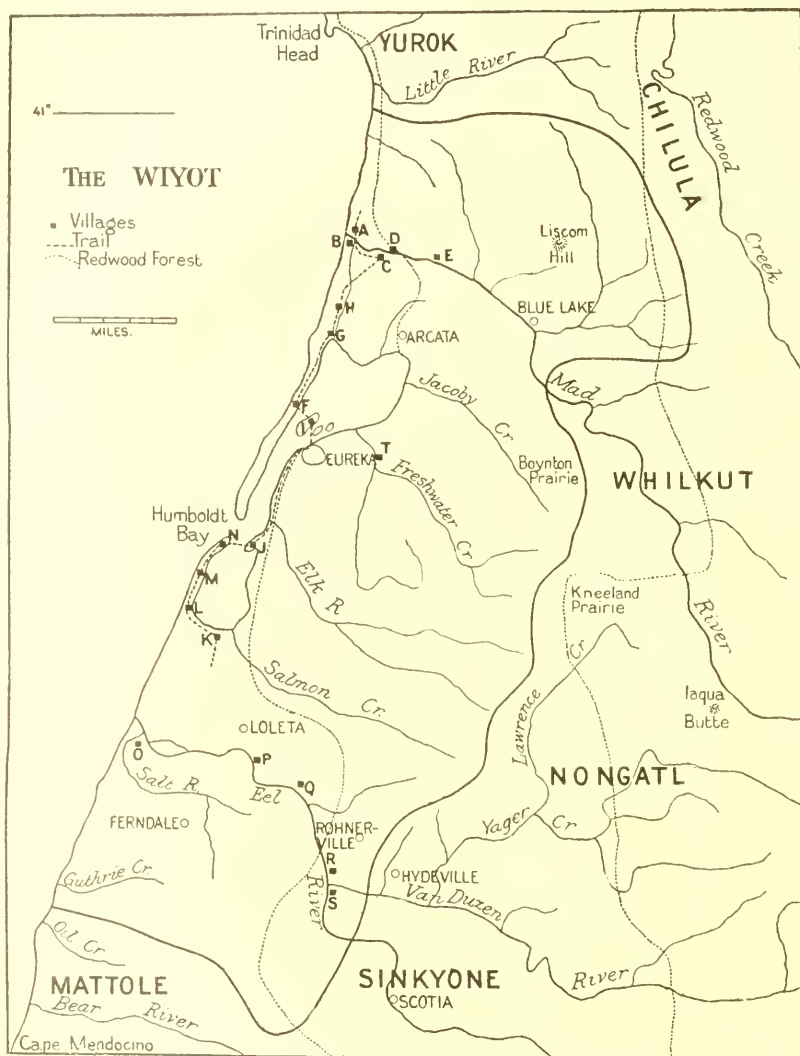 Trinidad
Head
YUROK
Little River
41°
CHILULA
Redwood
Creek
THE WIYOT
Villages
Trail
Redwood Forest
MILES.
A
B
D
C
E
Liscom
Hill
H
BLUE LAKE
G
ARCATA
Mad
River
F
I
Jacoby
Cr.
EUREKA
T
Freshwater
Cr.
Boynton
Prairie
WHILKUT
Humboldt
Bay
N
J
M
L
K
Elk R
Kneeland
Prairie
Salmon Cr.
Lawrence
Cr.
Iaqua
Butte
LOLETA
O
P
Salt R.
Eel
River
Q
NONGATL
FERNDALE
ROHNER-
VILLE
Yager
Cr.
R
HYDEVILLE
S
Van Duzen
River
Guthrie Cr.
Oil Cr.
MATTOLE
SINKYONE
SCOTIA
Bear River
Cape Mendocino